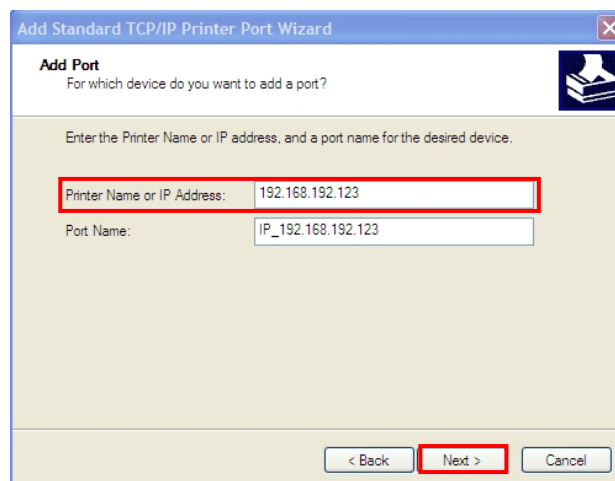 Add Standard TCP/IP Printer Port Wizard
Add Port
For which device do you want to add a port?
Enter the Printer Name or IP address, and a port name for the desired device.
Printer Name or IP Address: 192.168.192.123
Port Name: IP_192.168.192.123
< Back Next > Cancel